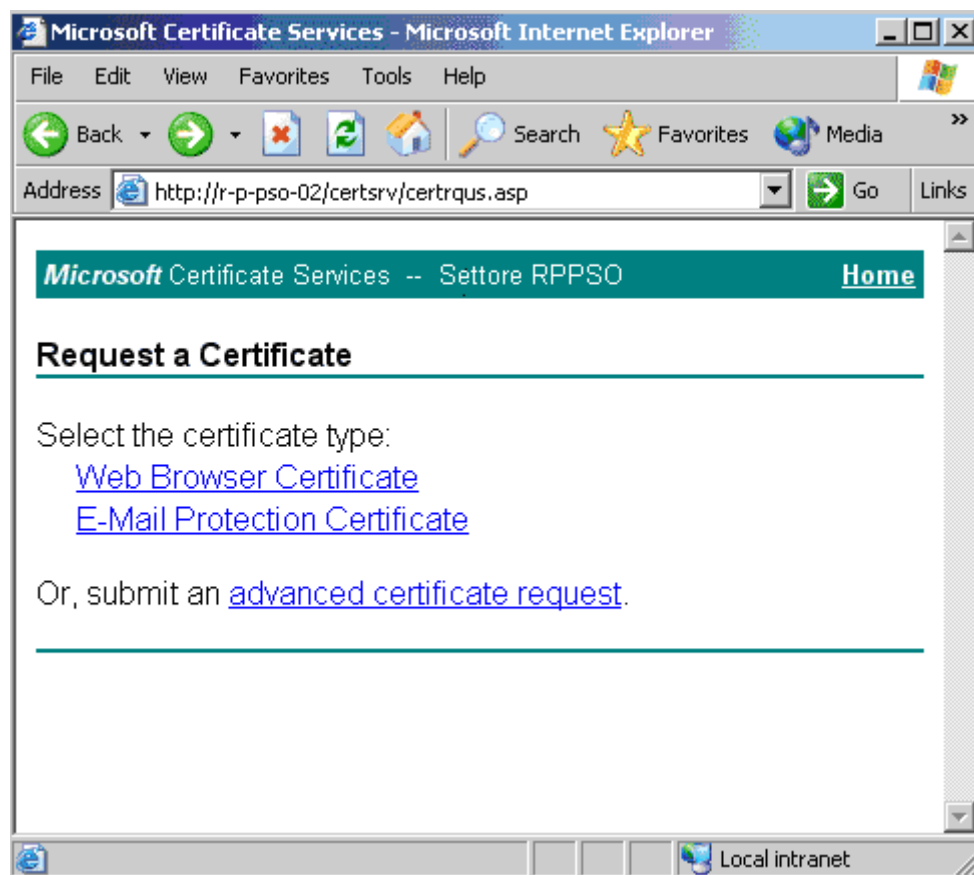 Microsoft Certificate Services - Microsoft Internet Explorer
File Edit View Favorites Tools Help
Back Search Favorites Media »
Address http://r-p-pso-02/certsrv/certrqus.asp Go Links
Microsoft Certificate Services -- Settore RPPSO Home
Request a Certificate
Select the certificate type:
Web Browser Certificate
E-Mail Protection Certificate
Or, submit an advanced certificate request.
Local intranet